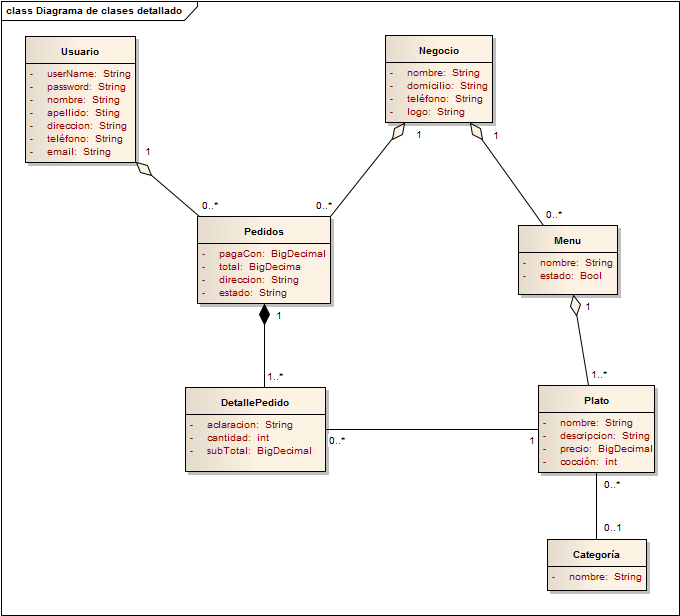 class Diagrama de clases detallado
Usuario
- userName: String
- password: String
- nombre: String
- apellido: Sting
- direccion: String
- teléfono: String
- email: String
1
0..*
Negocio
- nombre: String
- domicilio: String
- teléfono: String
- logo: String
1
1
0..*
0..*
Pedidos
- pagaCon: BigDecimal
- total: BigDecima
- direccion: String
- estado: String
1
1..*
Menu
- nombre: String
- estado: Bool
1
1..*
DetallePedido
- aclaracion: String
- cantidad: int
- subTotal: BigDecimal
0..*
1
Plato
- nombre: String
- descripcion: String
- precio: BigDecimal
- cocción: int
0..*
0..1
Categoría
- nombre: String